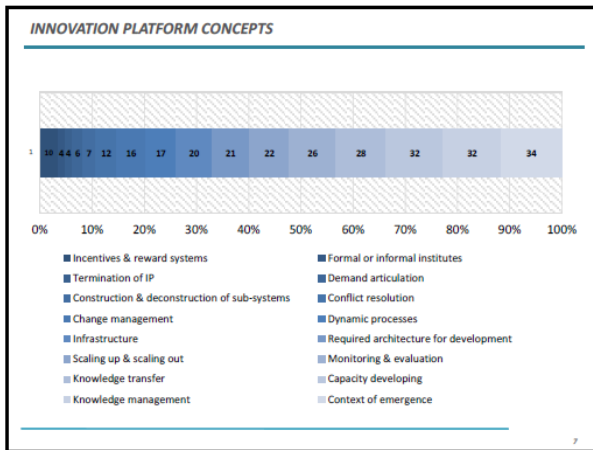 INNOVATION PLATFORM CONCEPTS
1 10 4 4 6 7 12 16 17 20 21 22 26 28 32 32 34
0% 10% 20% 30% 40% 50% 60% 70% 80% 90% 100%
Incentives & reward systems Formal or informal institutes
Termination of IP Demand articulation
Construction & deconstruction of sub-systems Conflict resolution
Change management Dynamic processes
Infrastructure Required architecture for development
Scaling up & scaling out Monitoring & evaluation
Knowledge transfer Capacity developing
Knowledge management Context of emergence
7